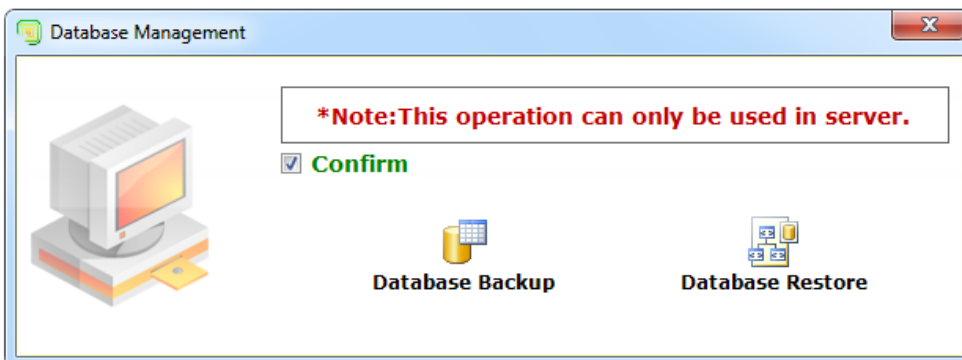 Database Management
*Note:This operation can only be used in server.
Confirm
Database Backup
Database Restore